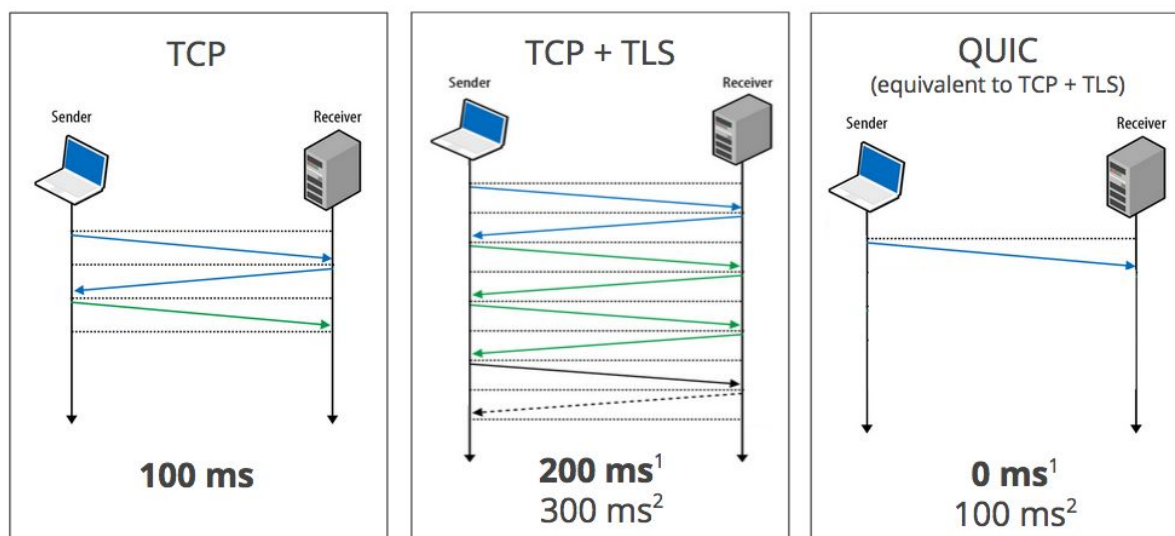 TCP
Sender
Receiver
100 ms
TCP + TLS
Sender
Receiver
200 ms¹
300 ms²
QUIC
(equivalent to TCP + TLS)
Sender
Receiver
0 ms¹
100 ms²